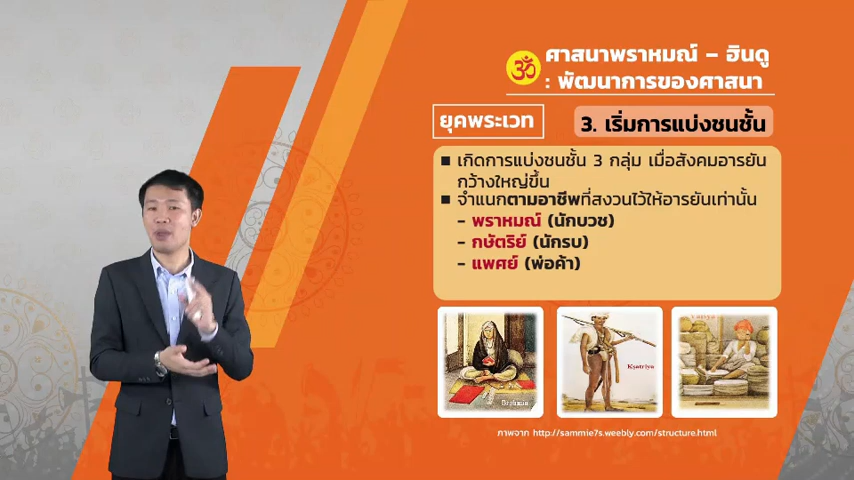 ศาสนาพราหมณ์ – ฮินดู
: พัฒนาการของศาสนา
ยุคพระเวท
3. เริ่มการแบ่งชนชั้น
เกิดการแบ่งชนชั้น 3 กลุ่ม เมื่อสังคมอารยัน
กว้างใหญ่ขึ้น
จำแนกตามอาชีพที่สงวนไว้ให้อารยันเท่านั้น
- พราหมณ์ (นักบวช)
- กษัตริย์ (นักรบ)
- แพศย์ (พ่อค้า)
Ksatriya
ภาพจาก http://sammie7s.weebly.com/structure.html